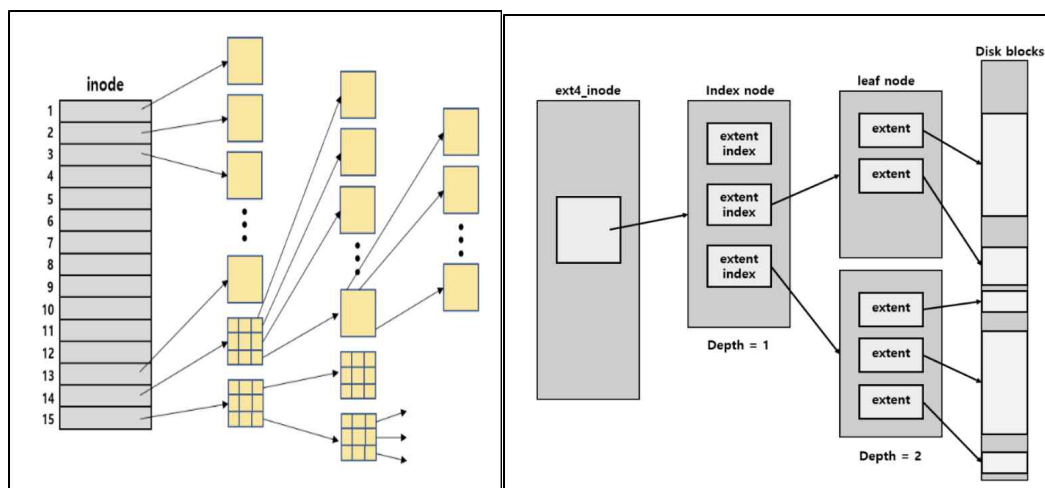 inode
1
2
3
4
5
6
7
8
9
10
11
12
13
14
15
ext4_inode
Index node
extent
index
extent
index
extent
index
Depth = 1
leaf node
extent
extent
extent
extent
extent
Depth = 2
Disk blocks